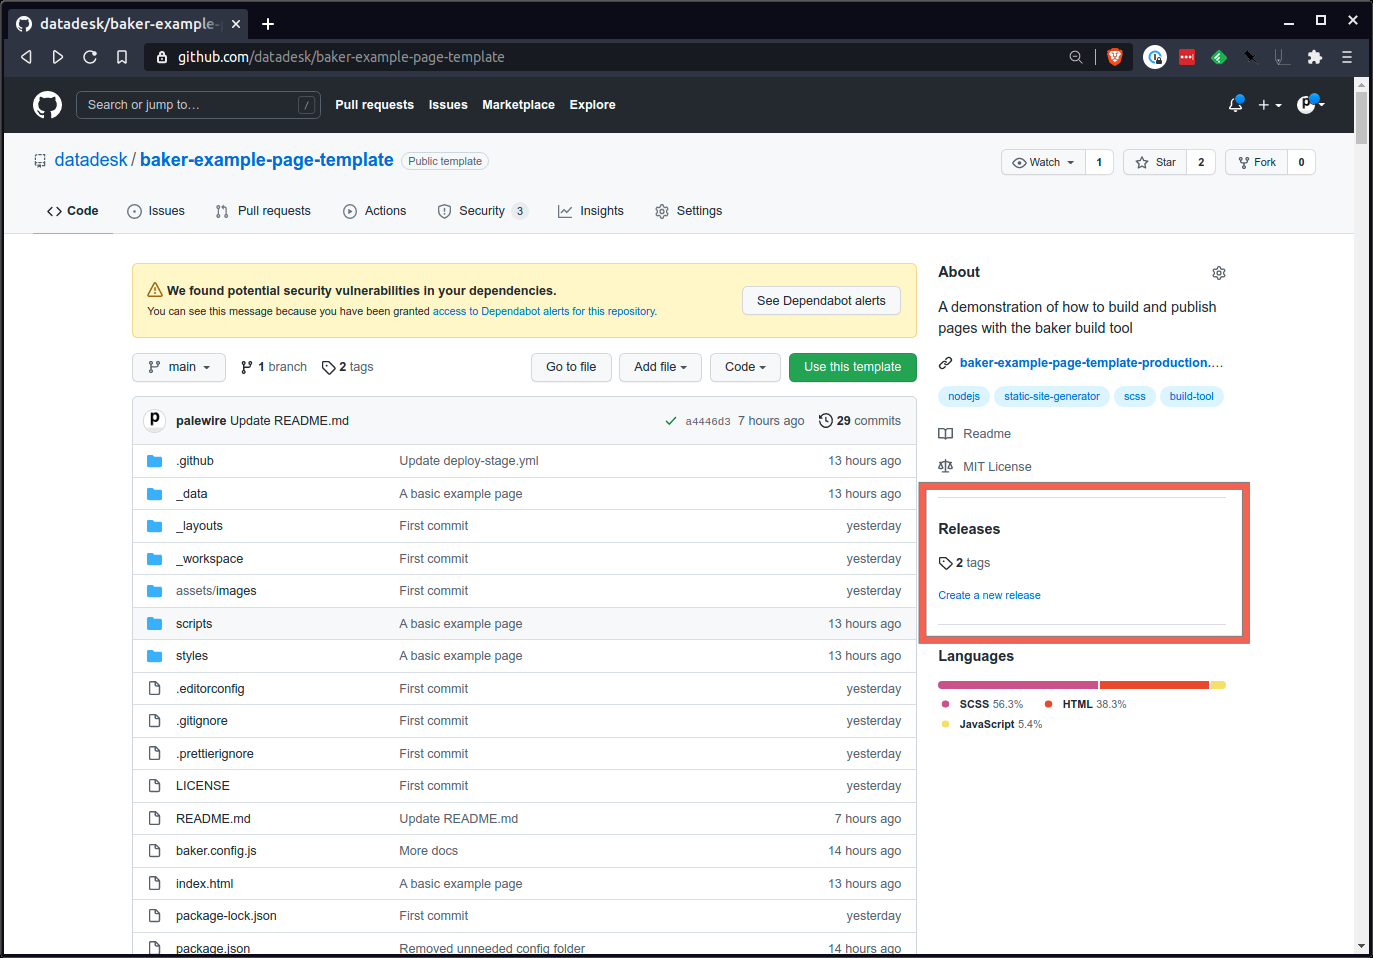 datadesk/baker-example-
github.com/datadesk/baker-example-page-template
Search or jump to… /
Pull requests Issues Marketplace Explore
datadesk / baker-example-page-template Public template
Watch 1 Star 2 Fork 0
Code Issues Pull requests Actions Security 3 Insights Settings
We found potential security vulnerabilities in your dependencies.
You can see this message because you have been granted access to Dependabot alerts for this repository.
See Dependabot alerts
main 1 branch 2 tags Go to file Add file Code Use this template
palewire Update README.md a4446d3 7 hours ago 29 commits
.github Update deploy-stage.yml 13 hours ago
_data A basic example page 13 hours ago
_layouts First commit yesterday
_workspace First commit yesterday
assets/images First commit yesterday
scripts A basic example page 13 hours ago
styles A basic example page 13 hours ago
.editorconfig First commit yesterday
.gitignore First commit yesterday
.prettierignore First commit yesterday
LICENSE First commit yesterday
README.md Update README.md 7 hours ago
baker.config.js More docs 14 hours ago
index.html A basic example page 13 hours ago
package-lock.json First commit yesterday
package.json Removed unneeded config folder 14 hours ago
About
A demonstration of how to build and publish
pages with the baker build tool
baker-example-page-template-production.…
nodejs static-site-generator scss build-tool
Readme
MIT License
Releases
2 tags
Create a new release
Languages
SCSS 56.3% HTML 38.3%
JavaScript 5.4%